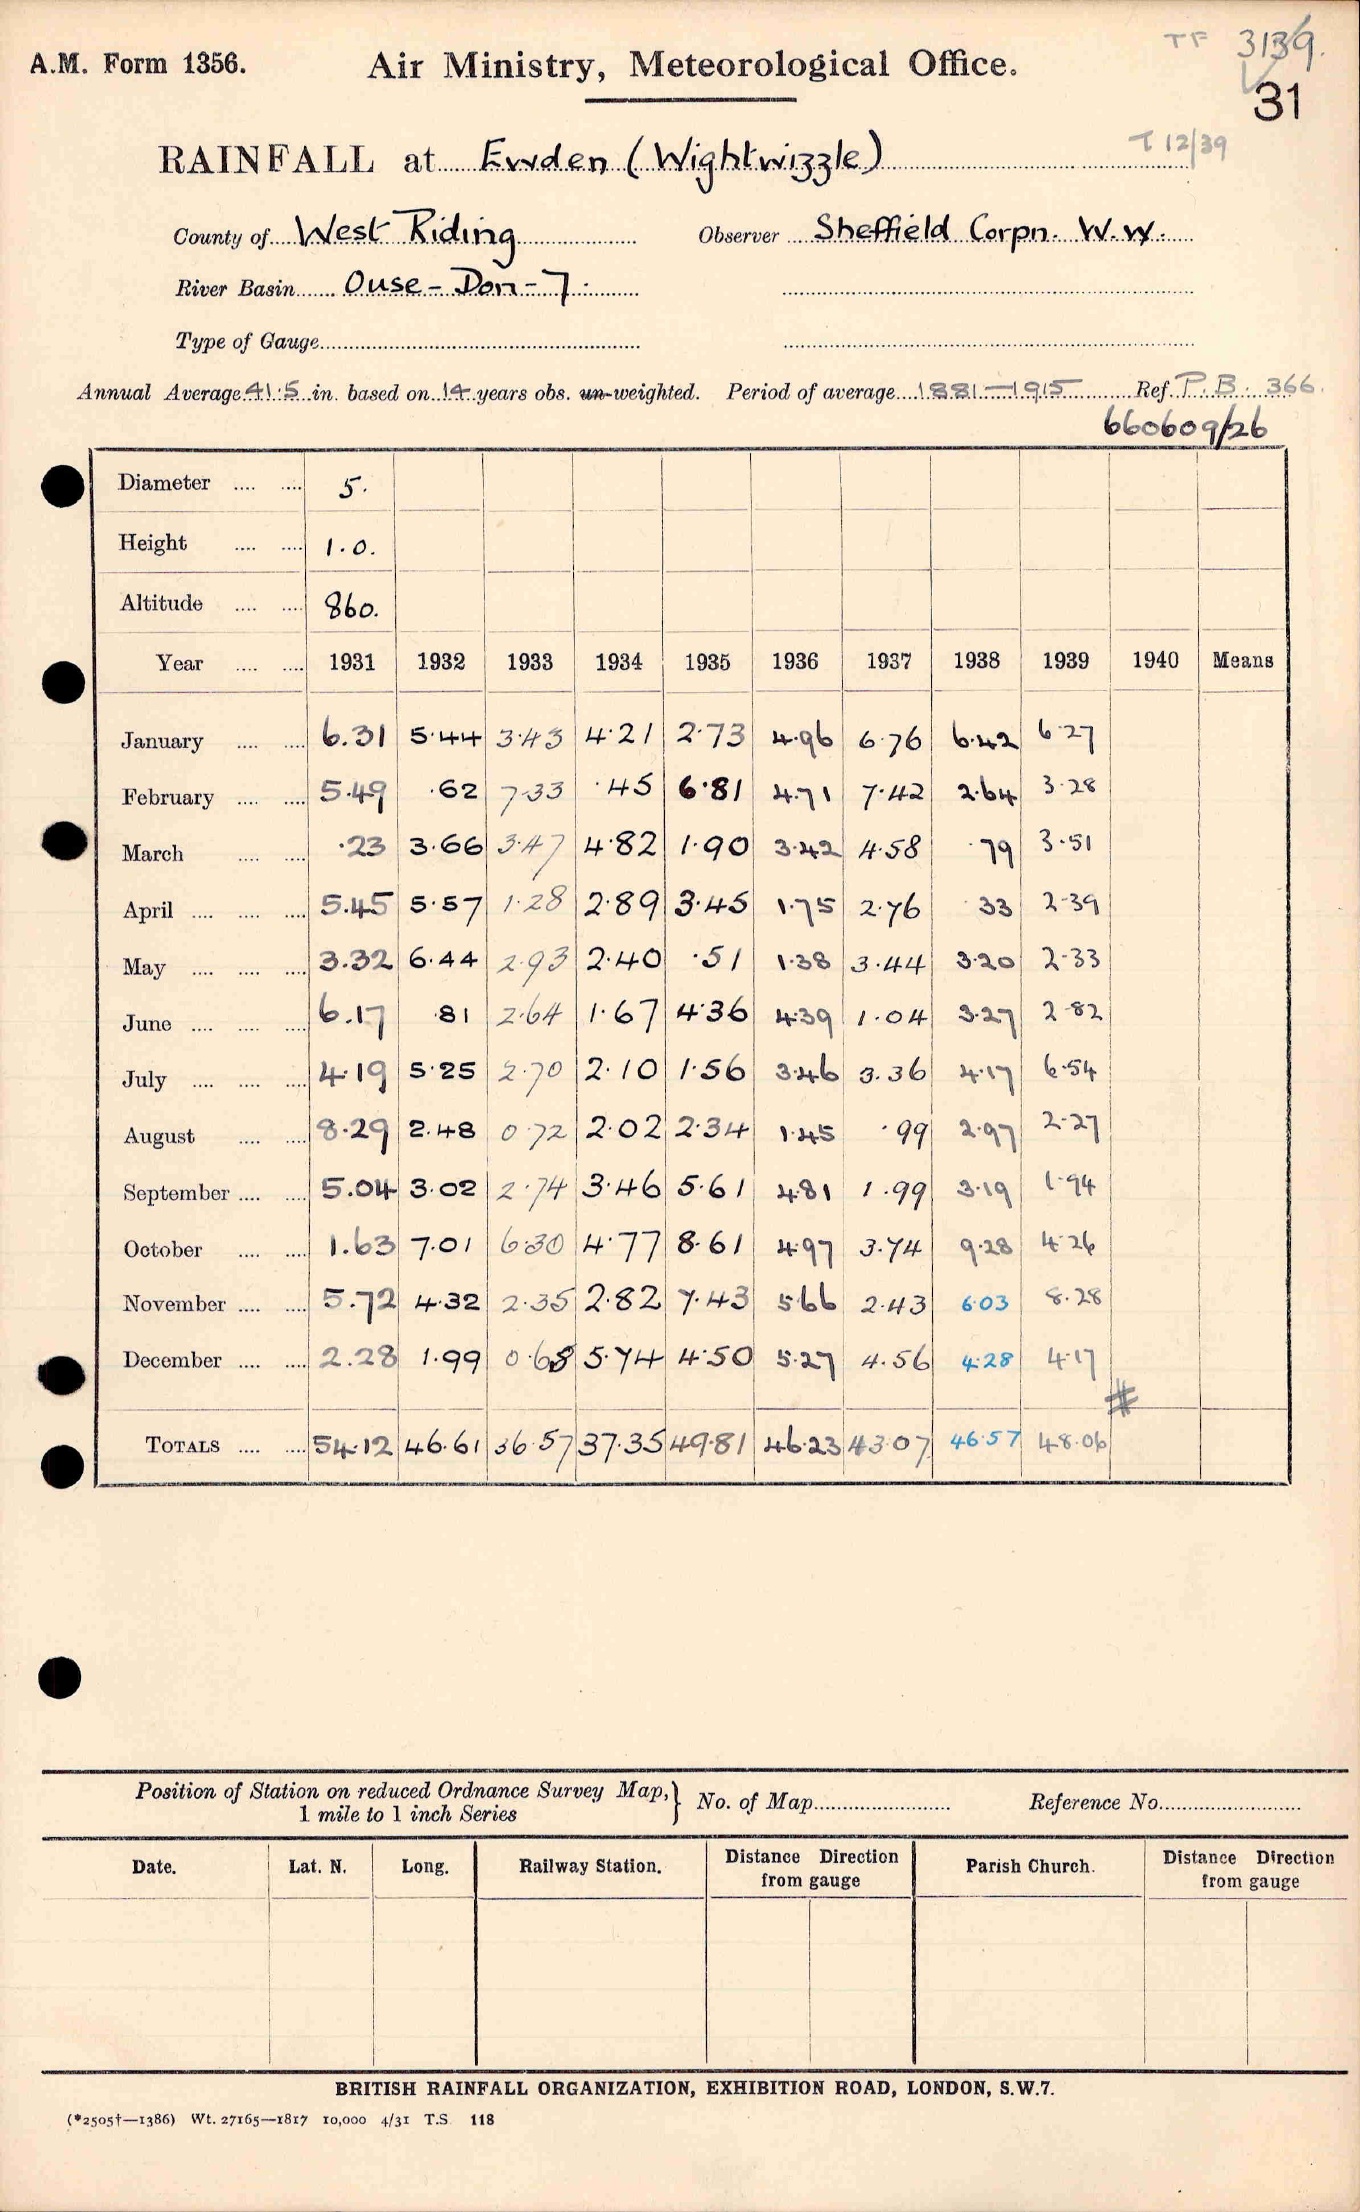 TF 3139.
A.M. Form 1356. Air Ministry, Meteorological Office.
31
RAINFALL at Ewden (Wightwizzle) T 12/39
County of West Riding Observer Sheffield Corpn. W.W.
River Basin Ouse - Don - 7.
Type of Gauge
Annual Average 41.5 in. based on 14 years obs. un-weighted. Period of average 1881-1915 Ref. P.B. 366.
660609/26
Diameter 5.
Height 1.0.
Altitude 860.
Year 1931 1932 1933 1934 1935 1936 1937 1938 1939 1940 Means
January 6.31 5.44 3.43 4.21 2.73 4.96 6.76 6.42 6.27
February 5.49 .62 7.33 .45 6.81 4.71 7.42 2.64 3.28
March .23 3.66 3.47 4.82 1.90 3.42 4.58 .79 3.51
April 5.45 5.57 1.28 2.89 3.45 1.75 2.76 .33 2.39
May 3.32 6.44 2.93 2.40 .51 1.38 3.44 3.20 2.33
June 6.17 .81 2.64 1.67 4.36 4.39 1.04 3.27 2.82
July 4.19 5.25 2.70 2.10 1.56 3.46 3.36 4.17 6.54
August 8.29 2.48 0.72 2.02 2.34 1.45 .99 2.97 2.27
September 5.04 3.02 2.74 3.46 5.61 4.81 1.99 3.19 1.94
October 1.63 7.01 6.30 4.77 8.61 4.97 3.74 9.28 4.26
November 5.72 4.32 2.35 2.82 7.43 5.66 2.43 6.03 8.28
December 2.28 1.99 0.68 5.74 4.50 5.27 4.56 4.28 4.17
#
TOTALS 54.12 46.61 36.57 37.35 49.81 46.23 43.07 46.57 48.06
Position of Station on reduced Ordnance Survey Map, } No. of Map Reference No.
1 mile to 1 inch Series
Date. Lat. N. Long. Railway Station. Distance Direction from gauge Parish Church. Distance Direction from gauge
BRITISH RAINFALL ORGANIZATION, EXHIBITION ROAD, LONDON, S.W.7.
(*2505†—1386) Wt. 27165—1817 10,000 4/31 T.S. 118